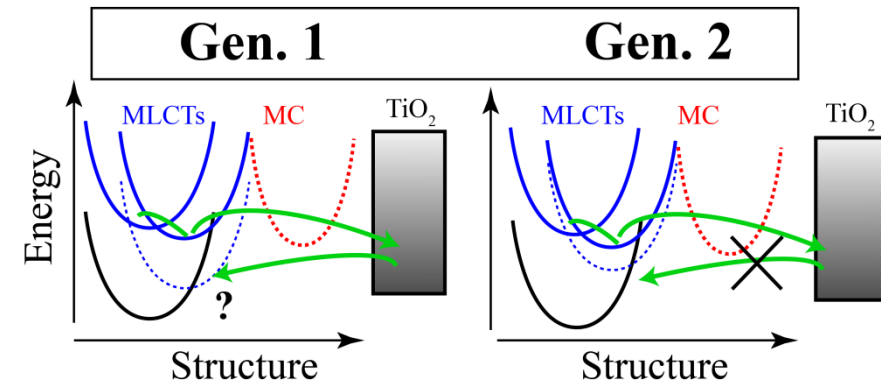 Gen. 1 Gen. 2
MLCTs MC TiO₂ MLCTs MC TiO₂
Energy
?
Structure Structure